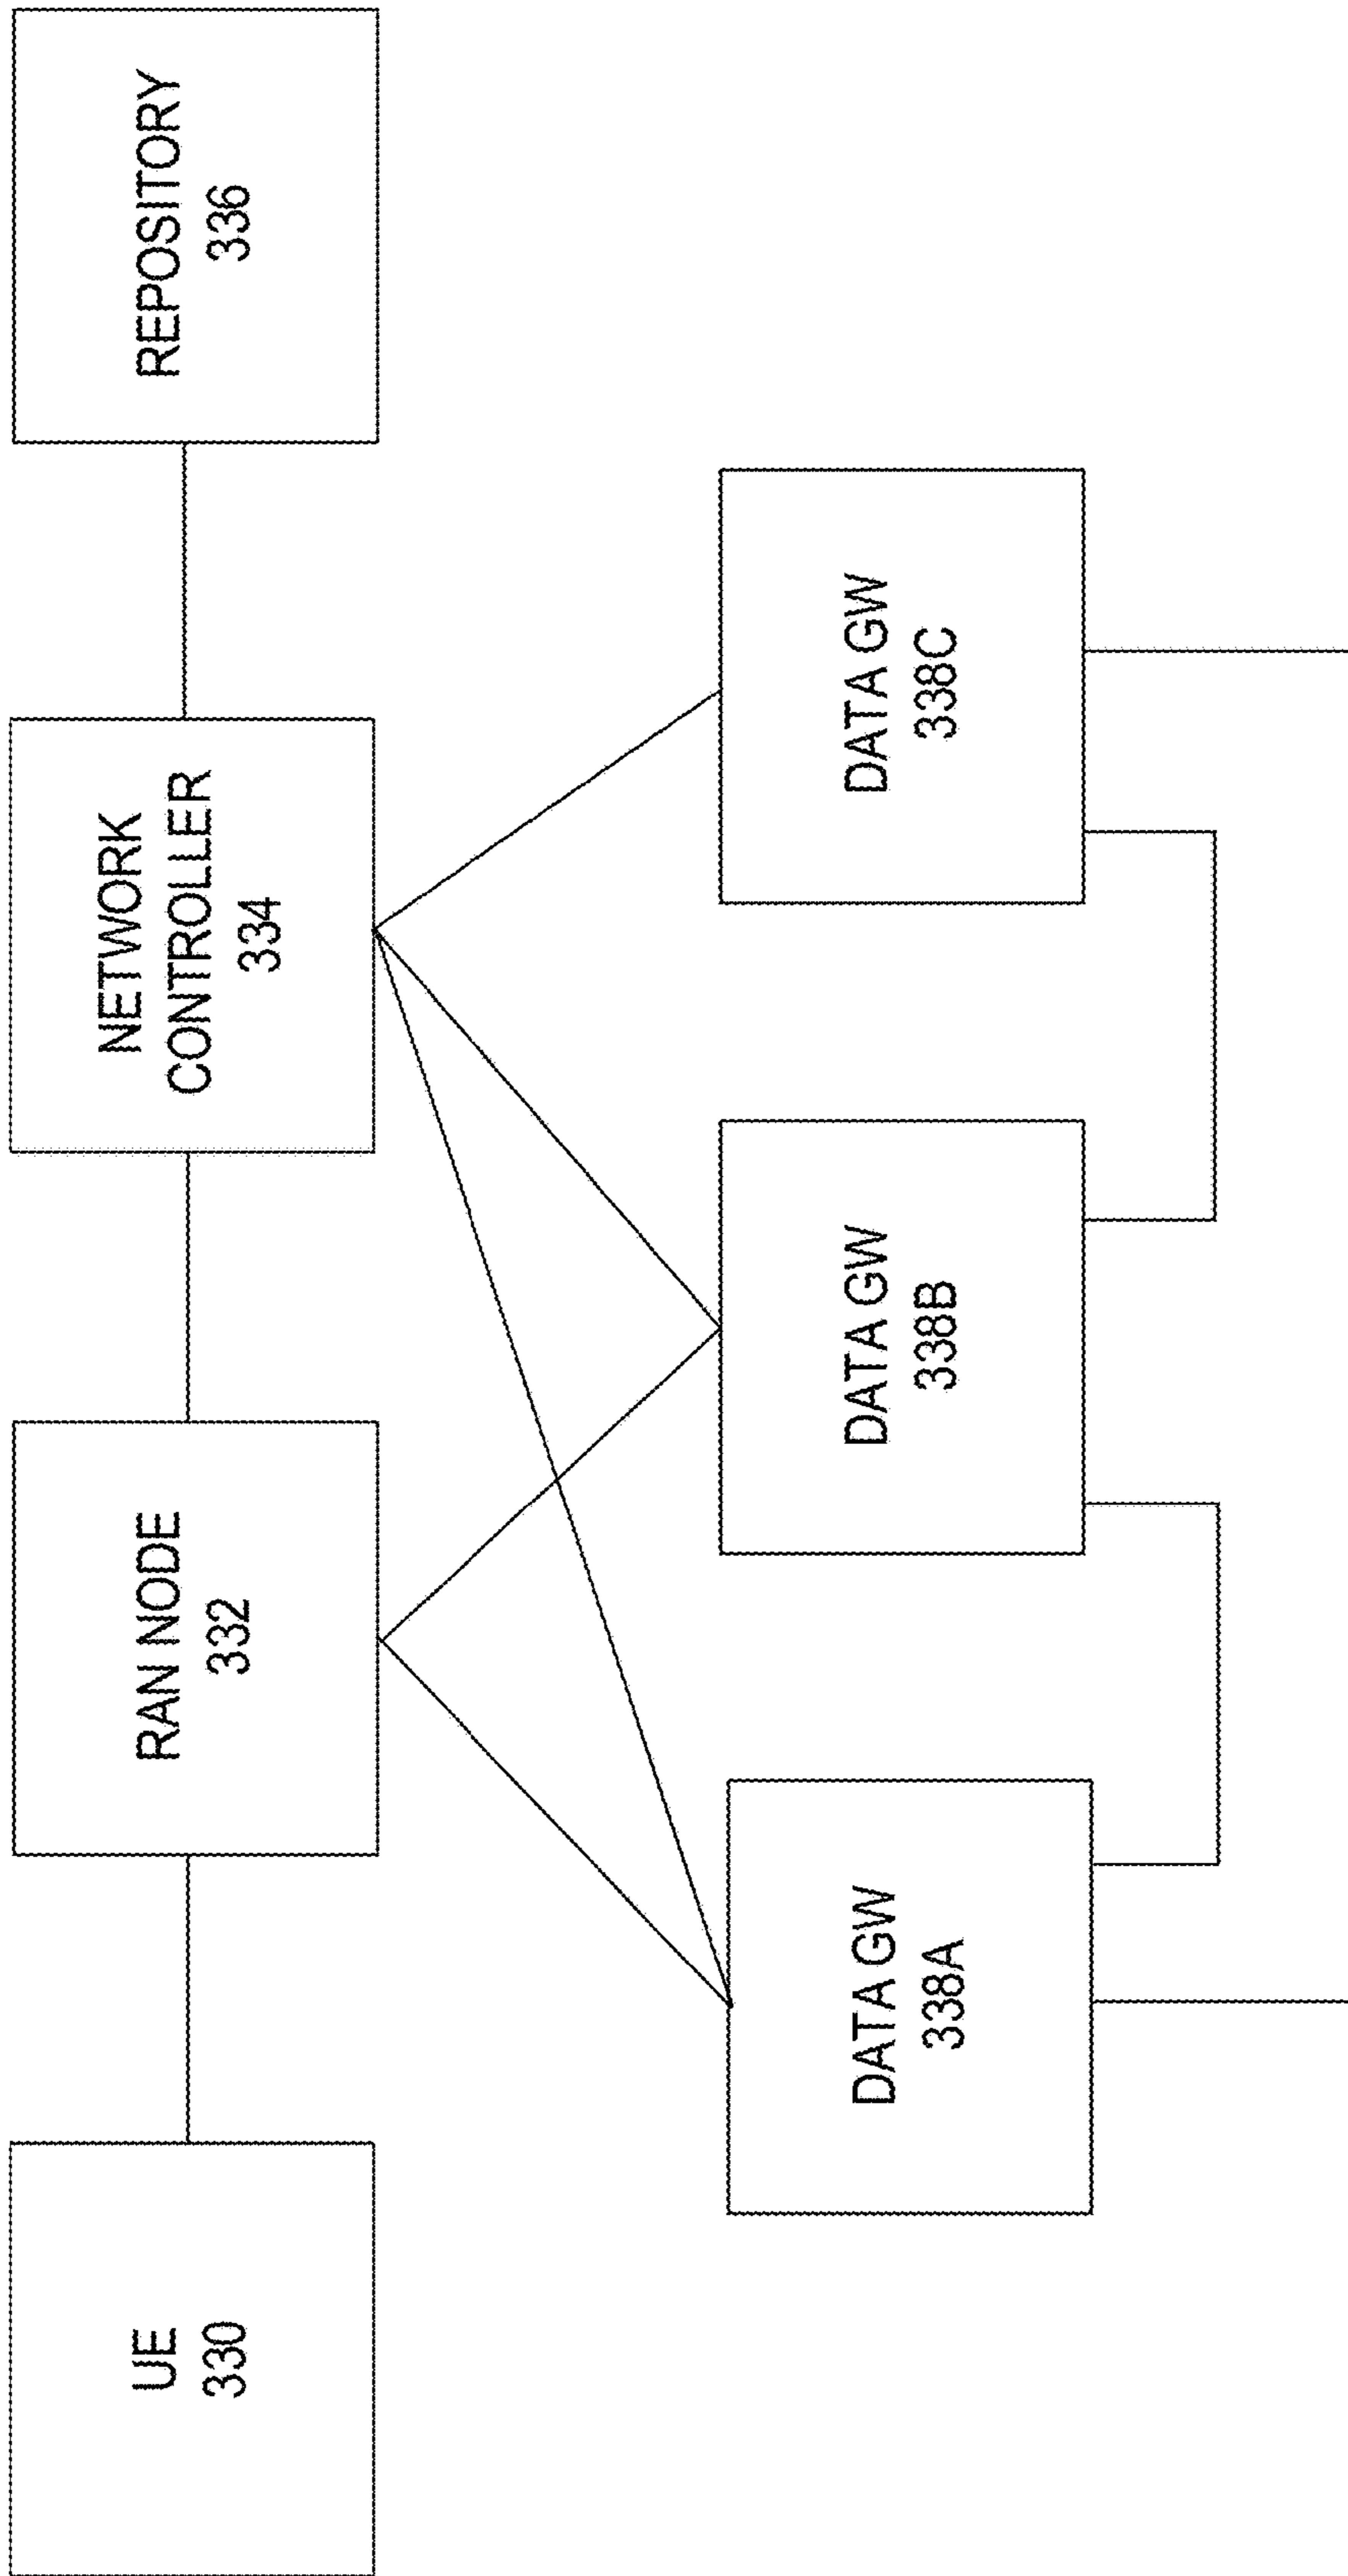 UE
330
RAN NODE
332
NETWORK
CONTROLLER
334
REPOSITORY
336
DATA GW
338A
DATA GW
338B
DATA GW
338C